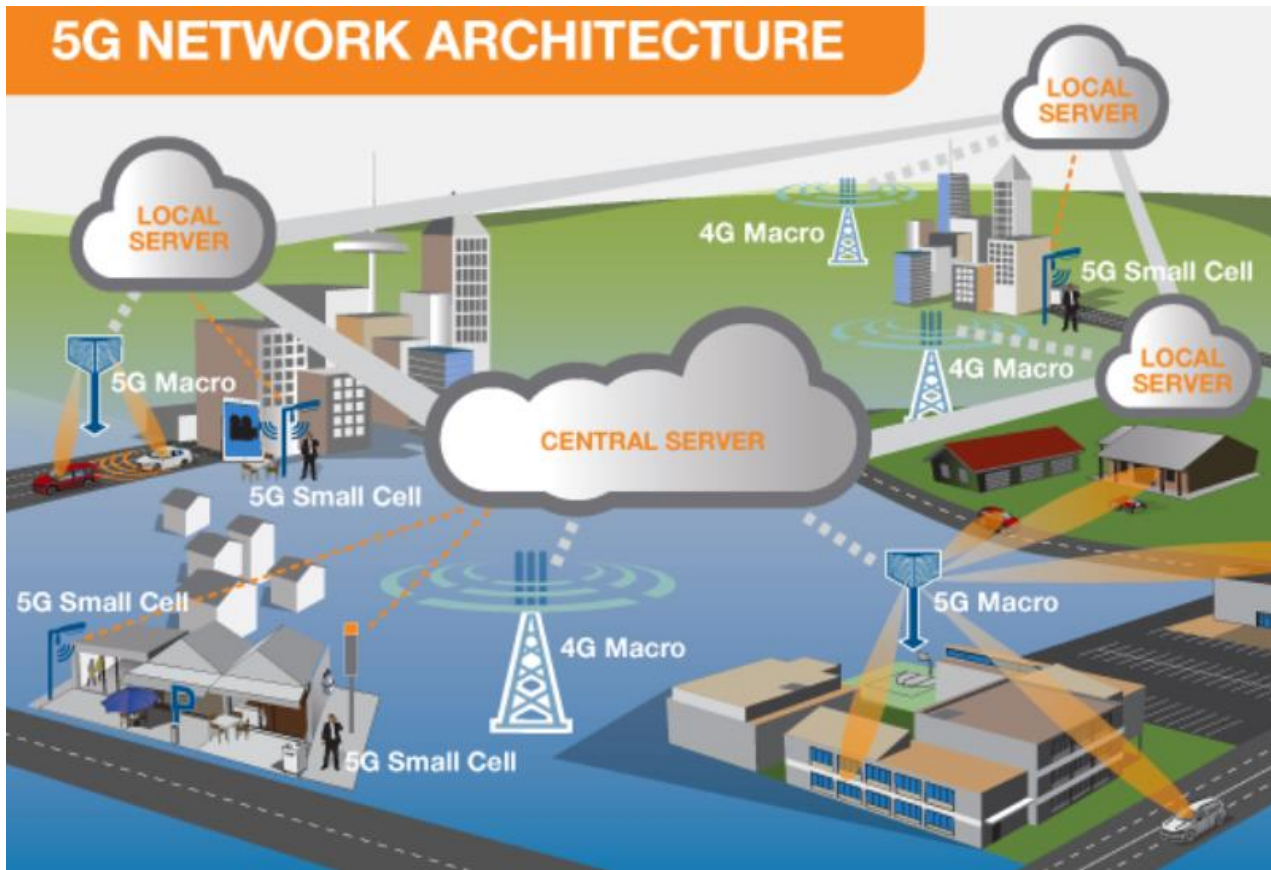 5G NETWORK ARCHITECTURE
LOCAL
SERVER
LOCAL
SERVER
4G Macro
5G Small Cell
4G Macro
LOCAL
SERVER
5G Macro
CENTRAL SERVER
5G Small Cell
5G Small Cell
4G Macro
5G Macro
P
5G Small Cell